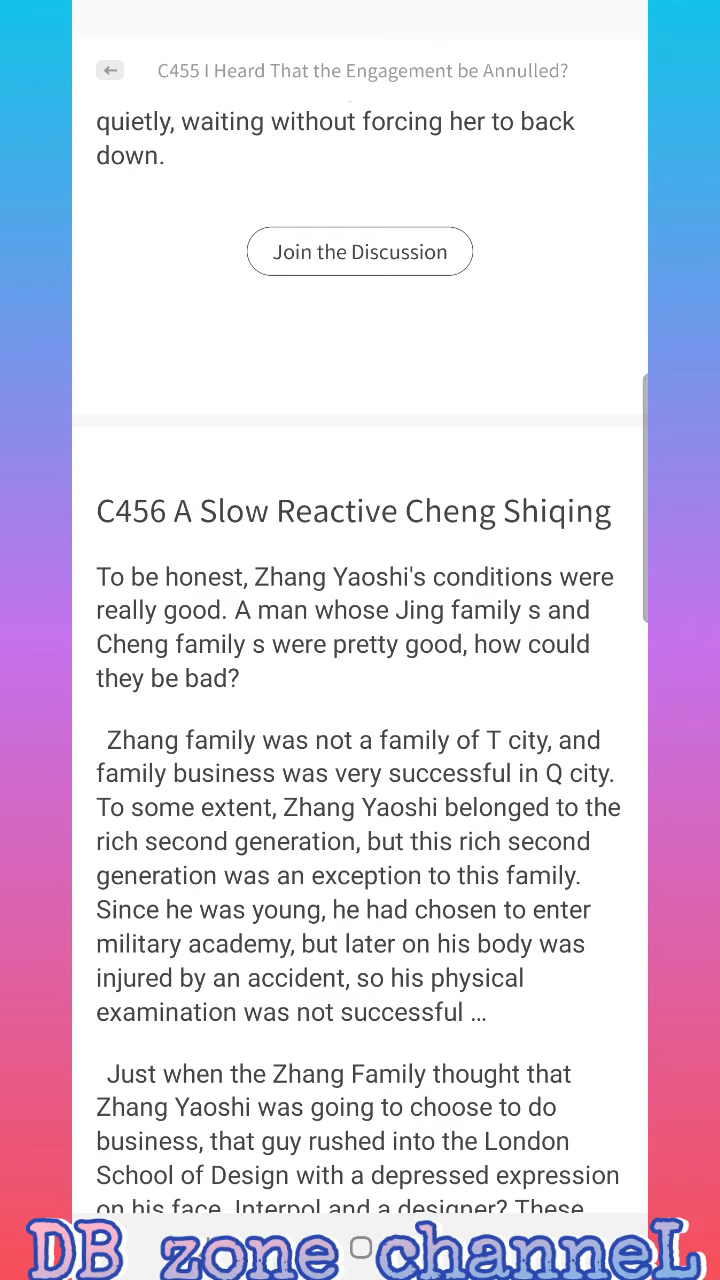 C455 I Heard That the Engagement be Annulled?
quietly, waiting without forcing her to back
down.
Join the Discussion
C456 A Slow Reactive Cheng Shiqing
To be honest, Zhang Yaoshi's conditions were
really good. A man whose Jing family s and
Cheng family s were pretty good, how could
they be bad?
Zhang family was not a family of T city, and
family business was very successful in Q city.
To some extent, Zhang Yaoshi belonged to the
rich second generation, but this rich second
generation was an exception to this family.
Since he was young, he had chosen to enter
military academy, but later on his body was
injured by an accident, so his physical
examination was not successful ...
Just when the Zhang Family thought that
Zhang Yaoshi was going to choose to do
business, that guy rushed into the London
School of Design with a depressed expression
on his face. Interpol and a designer? These
DB zone channeL